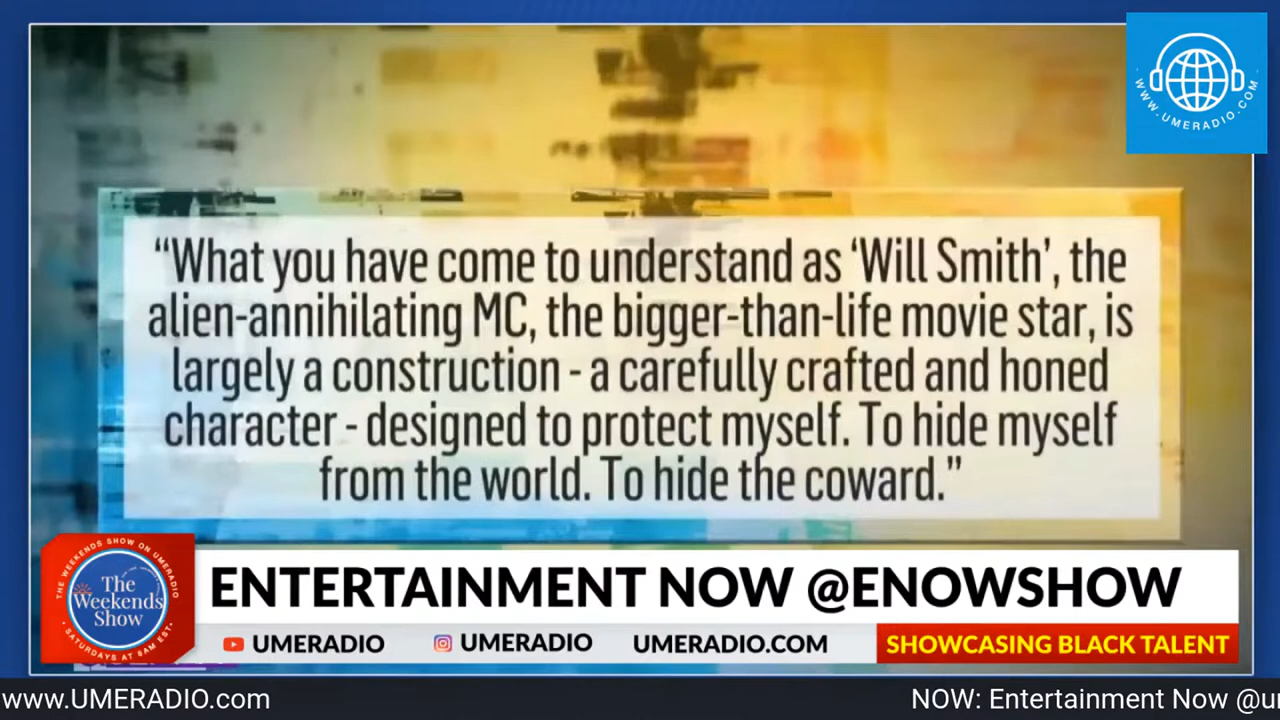 WWW.UMERADIO.COM
“What you have come to understand as ‘Will Smith’, the
alien-annihilating MC, the bigger-than-life movie star, is
largely a construction - a carefully crafted and honed
character - designed to protect myself. To hide myself
from the world. To hide the coward.”
THE WEEKENDS SHOW ON UMERADIO
The
Weekends
Show
SATURDAYS AT 8AM EST
ENTERTAINMENT NOW @ENOWSHOW
UMERADIO UMERADIO UMERADIO.COM SHOWCASING BLACK TALENT
www.UMERADIO.com NOW: Entertainment Now @u